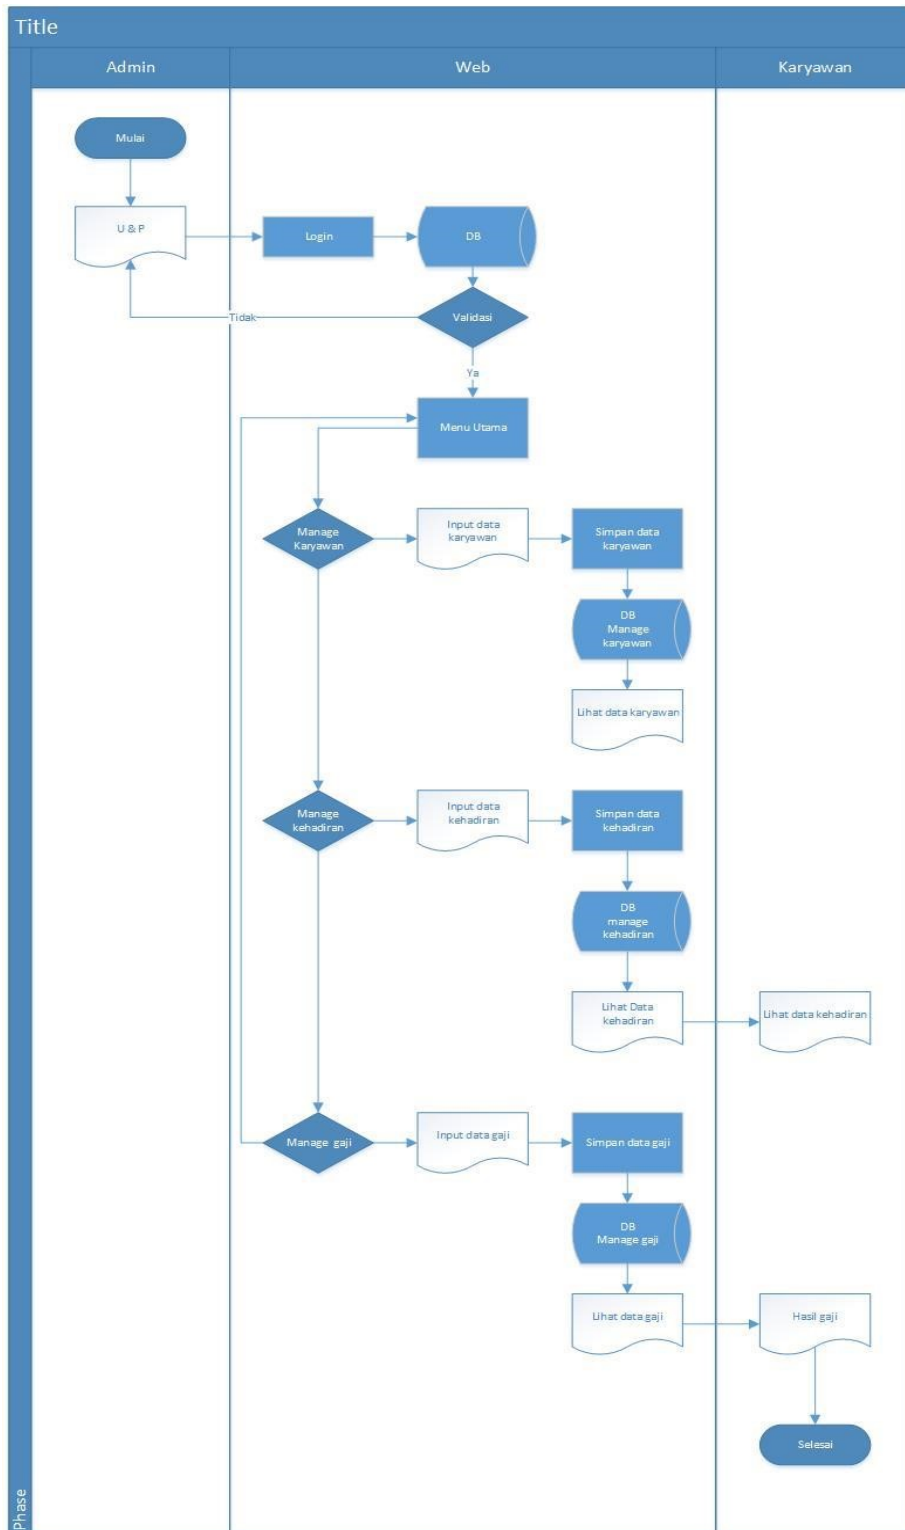 Title
Admin
Web
Karyawan
Mulai
U & P
Login
DB
Validasi
Tidak
Ya
Menu Utama
Manage
Karyawan
Input data
karyawan
Simpan data
karyawan
DB
Manage
karyawan
Lihat data karyawan
Manage
kehadiran
Input data
kehadiran
Simpan data
kehadiran
DB
manage
kehadiran
Lihat Data
kehadiran
Lihat data kehadiran
Manage gaji
Input data gaji
Simpan data gaji
DB
Manage gaji
Lihat data gaji
Hasil gaji
Selesai
Phase